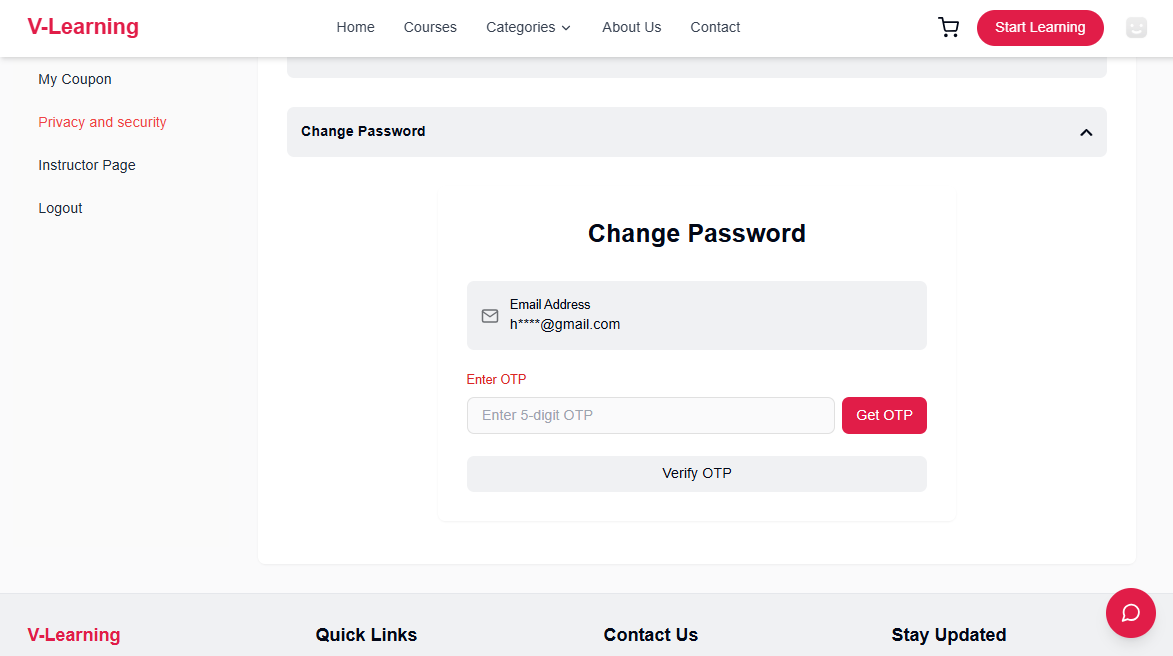 V-Learning
Home
Courses
Categories
About Us
Contact
Start Learning
My Coupon
Privacy and security
Instructor Page
Logout
Change Password
Change Password
Email Address
h****@gmail.com
Enter OTP
Enter 5-digit OTP
Get OTP
Verify OTP
V-Learning
Quick Links
Contact Us
Stay Updated